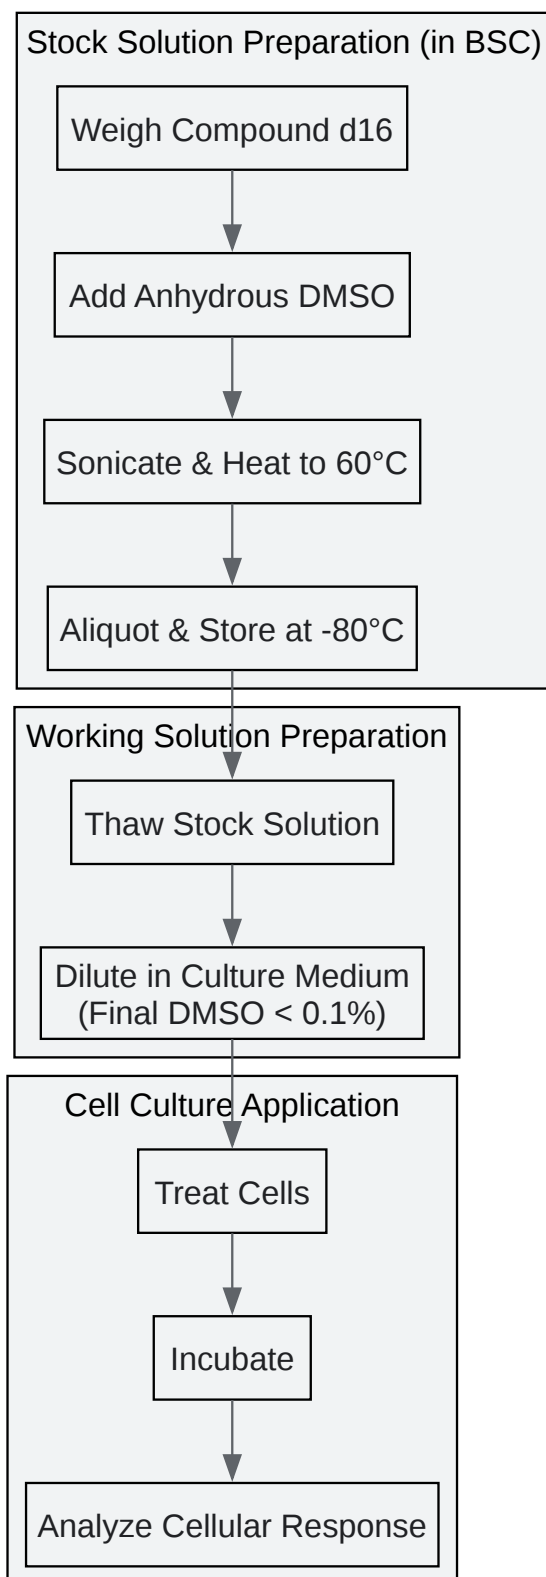 Stock Solution Preparation (in BSC)
Weigh Compound d16
Add Anhydrous DMSO
Sonicate & Heat to 60°C
Aliquot & Store at -80°C
Working Solution Preparation
Thaw Stock Solution
Dilute in Culture Medium
(Final DMSO < 0.1%)
Cell Culture Application
Treat Cells
Incubate
Analyze Cellular Response